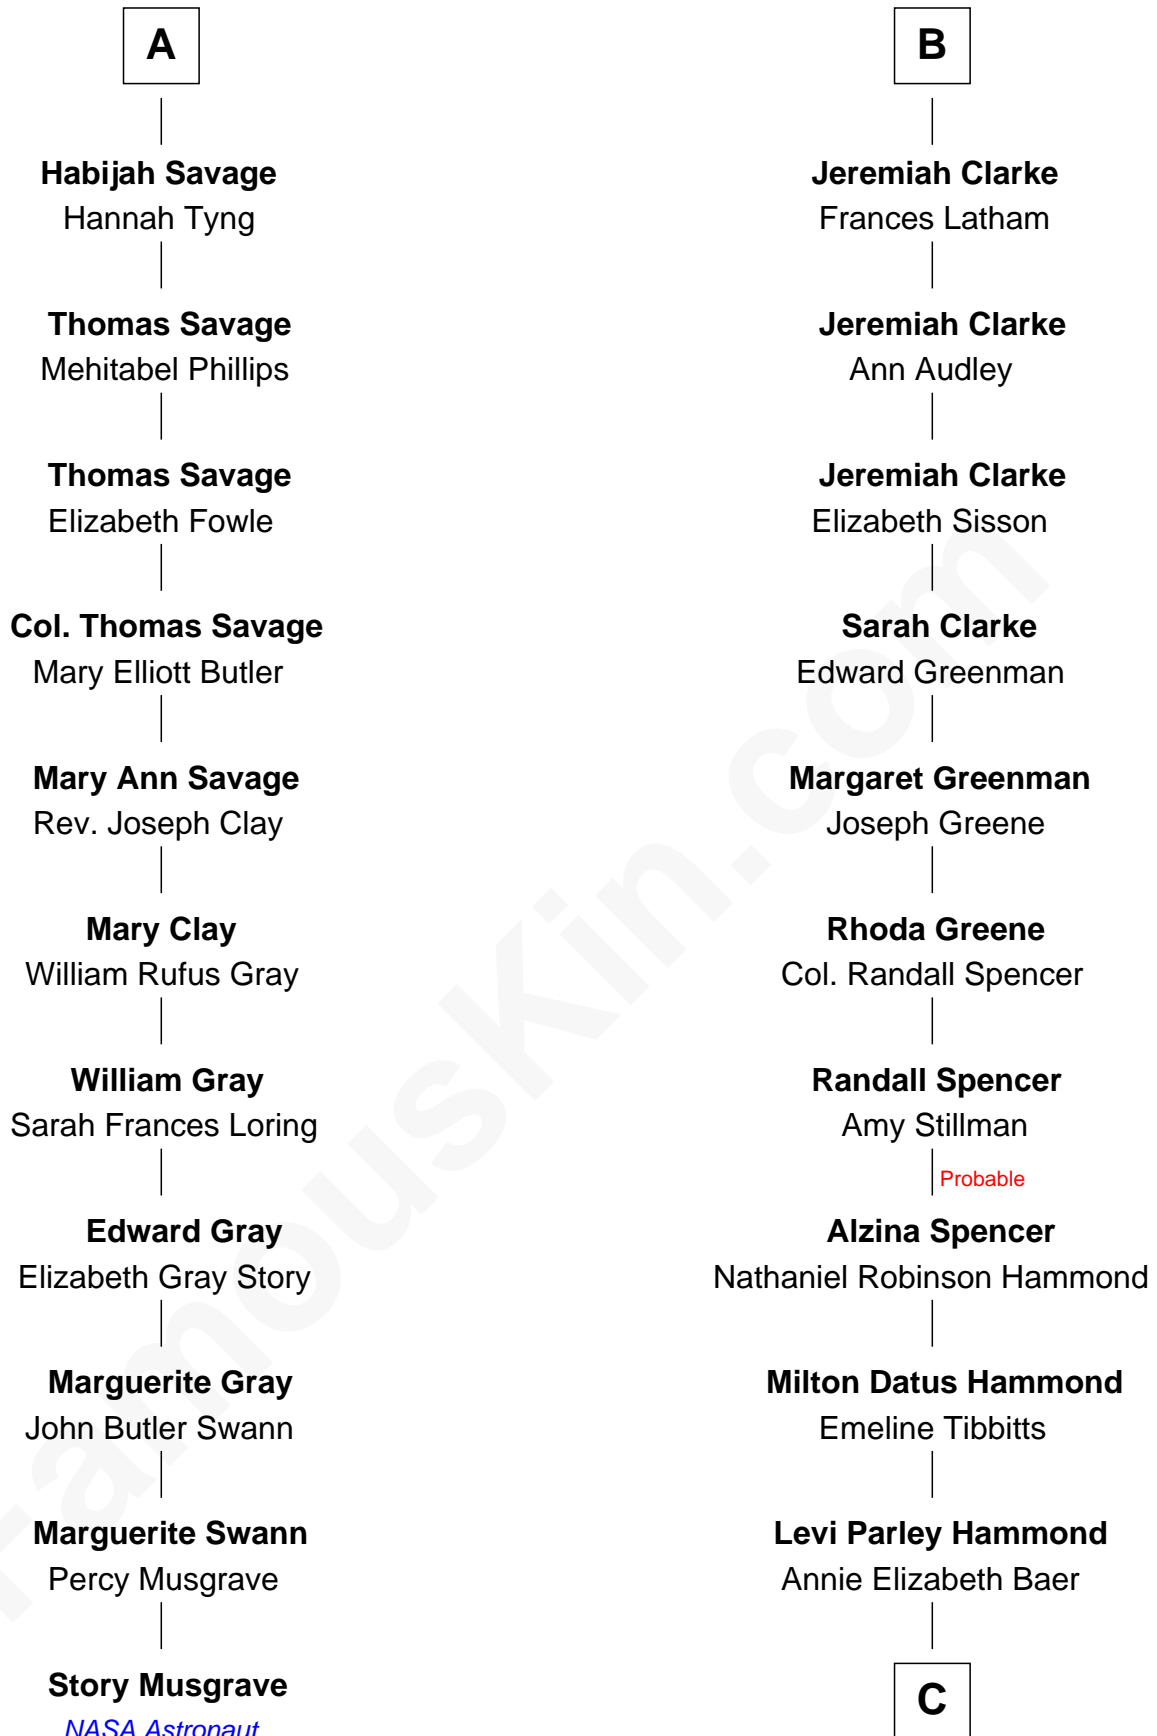 A
Habijah Savage
Hannah Tyng
Thomas Savage
Mehitabel Phillips
Thomas Savage
Elizabeth Fowle
Col. Thomas Savage
Mary Elliott Butler
Mary Ann Savage
Rev. Joseph Clay
Mary Clay
William Rufus Gray
William Gray
Sarah Frances Loring
Edward Gray
Elizabeth Gray Story
Marguerite Gray
John Butler Swann
Marguerite Swann
Percy Musgrave
Story Musgrave
NASA Astronaut
B
Jeremiah Clarke
Frances Latham
Jeremiah Clarke
Ann Audley
Jeremiah Clarke
Elizabeth Sisson
Sarah Clarke
Edward Greenman
Margaret Greenman
Joseph Greene
Rhoda Greene
Col. Randall Spencer
Randall Spencer
Amy Stillman
Probable
Alzina Spencer
Nathaniel Robinson Hammond
Milton Datus Hammond
Emeline Tibbitts
Levi Parley Hammond
Annie Elizabeth Baer
C
FamousKin.com